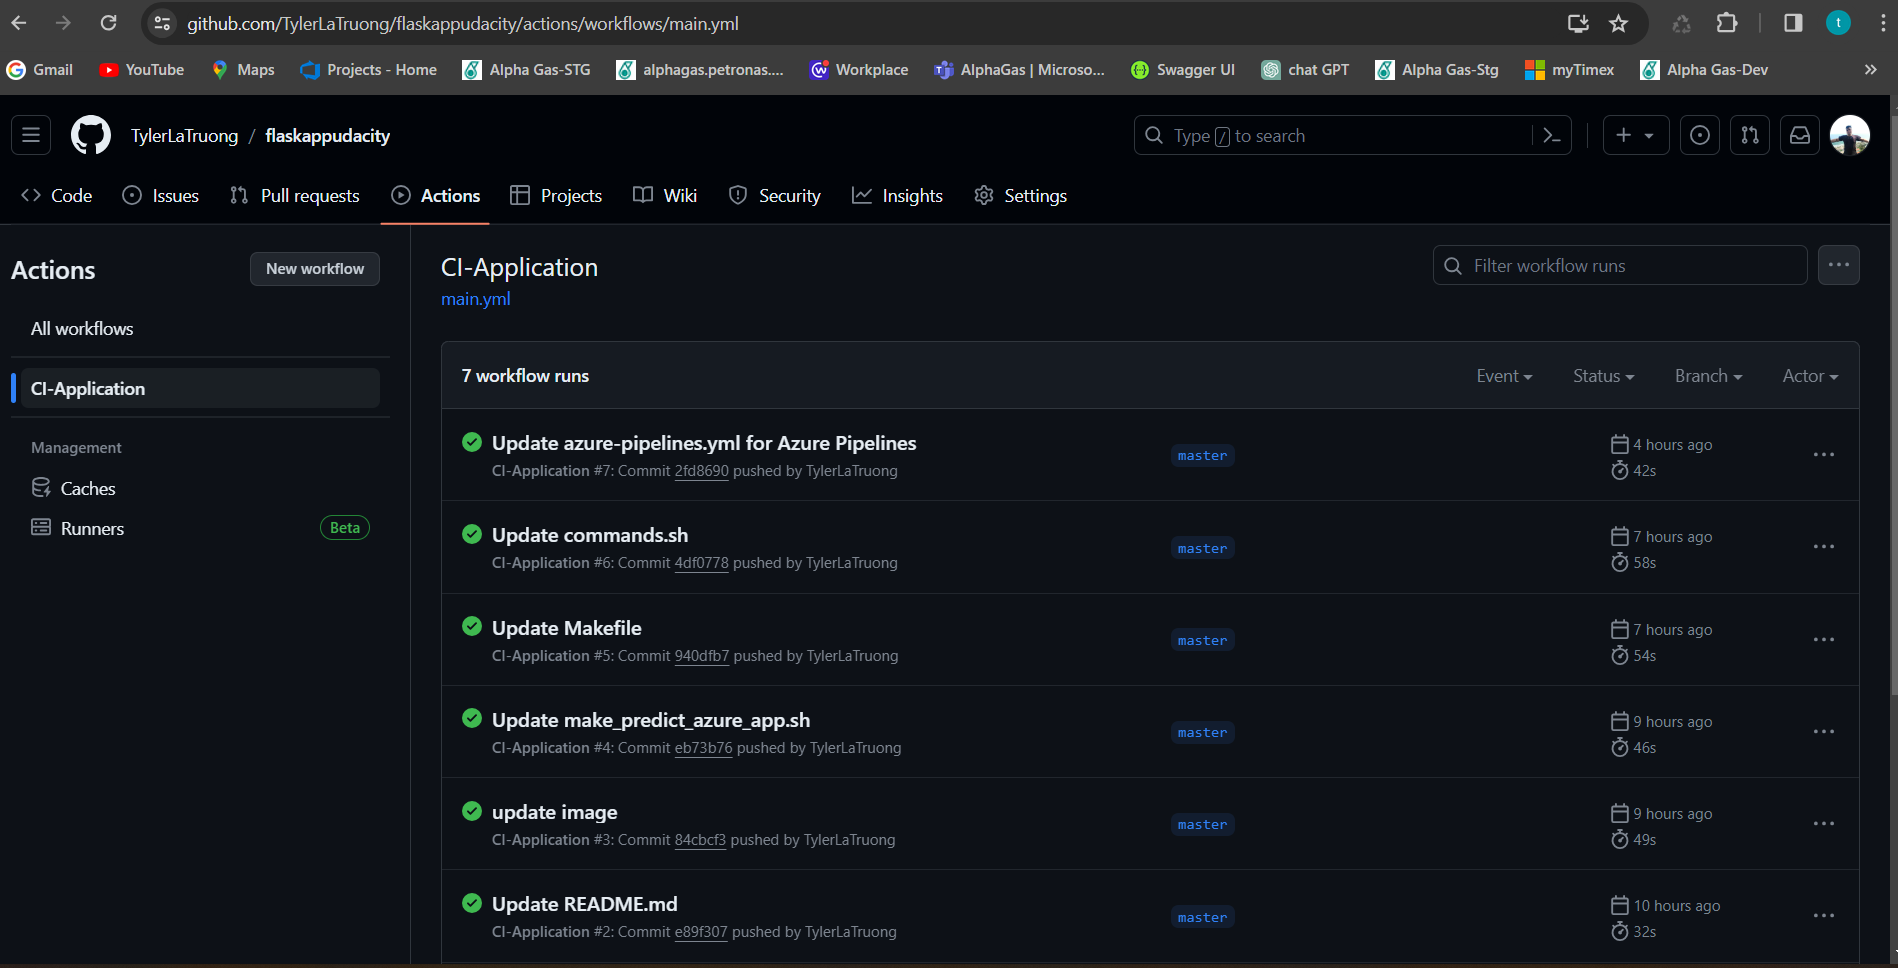 github.com/TylerLaTruong/flaskappudacity/actions/workflows/main.yml
t
Gmail YouTube Maps Projects - Home Alpha Gas-STG alphagas.petronas.... Workplace AlphaGas | Microso... Swagger UI chat GPT Alpha Gas-Stg myTimex Alpha Gas-Dev »
TylerLaTruong / flaskappudacity
Type / to search
Code Issues Pull requests Actions Projects Wiki Security Insights Settings
Actions
New workflow
All workflows
CI-Application
Management
Caches
Runners Beta
CI-Application
main.yml
Filter workflow runs
7 workflow runs
Event Status Branch Actor
Update azure-pipelines.yml for Azure Pipelines
CI-Application #7: Commit 2fd8690 pushed by TylerLaTruong
master
4 hours ago
42s
Update commands.sh
CI-Application #6: Commit 4df0778 pushed by TylerLaTruong
master
7 hours ago
58s
Update Makefile
CI-Application #5: Commit 940dfb7 pushed by TylerLaTruong
master
7 hours ago
54s
Update make_predict_azure_app.sh
CI-Application #4: Commit eb73b76 pushed by TylerLaTruong
master
9 hours ago
46s
update image
CI-Application #3: Commit 84cbcf3 pushed by TylerLaTruong
master
9 hours ago
49s
Update README.md
CI-Application #2: Commit e89f307 pushed by TylerLaTruong
master
10 hours ago
32s